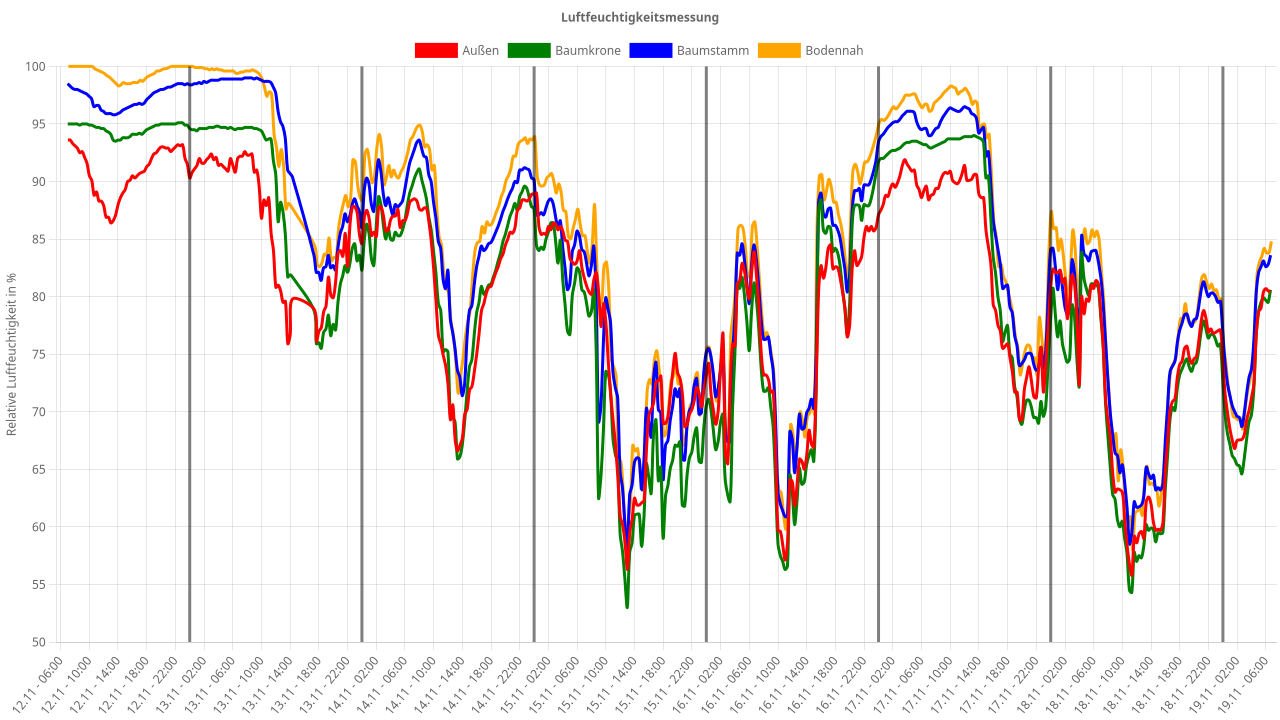 Luftfeuchtigkeitsmessung
Außen Baumkrone Baumstamm Bodennah
Relative Luftfeuchtigkeit in %
100
95
90
85
80
75
70
65
60
55
50
12.11 - 06:00
12.11 - 10:00
12.11 - 14:00
12.11 - 18:00
12.11 - 22:00
13.11 - 02:00
13.11 - 06:00
13.11 - 10:00
13.11 - 14:00
13.11 - 18:00
13.11 - 22:00
14.11 - 02:00
14.11 - 06:00
14.11 - 10:00
14.11 - 14:00
14.11 - 18:00
14.11 - 22:00
15.11 - 02:00
15.11 - 06:00
15.11 - 10:00
15.11 - 14:00
15.11 - 18:00
15.11 - 22:00
16.11 - 02:00
16.11 - 06:00
16.11 - 10:00
16.11 - 14:00
16.11 - 18:00
16.11 - 22:00
17.11 - 02:00
17.11 - 06:00
17.11 - 10:00
17.11 - 14:00
17.11 - 18:00
17.11 - 22:00
18.11 - 02:00
18.11 - 06:00
18.11 - 10:00
18.11 - 14:00
18.11 - 18:00
18.11 - 22:00
19.11 - 02:00
19.11 - 06:00